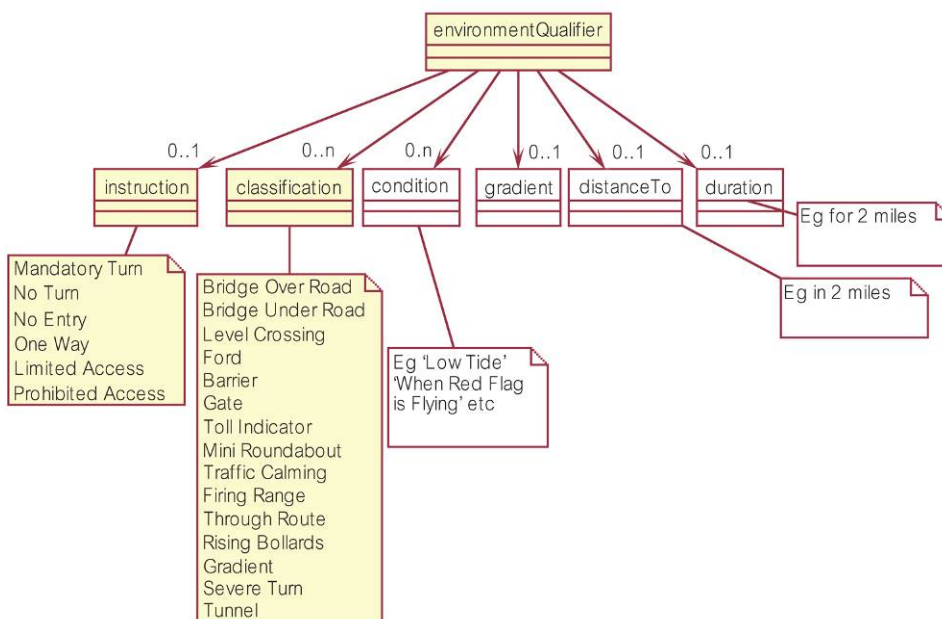 environmentQualifier
0..1
0..n
0.n
0..1
0..1
0..1
instruction
classification
condition
gradient
distanceTo
duration
Eg for 2 miles
Mandatory Turn
No Turn
No Entry
One Way
Limited Access
Prohibited Access
Bridge Over Road
Bridge Under Road
Level Crossing
Ford
Barrier
Gate
Toll Indicator
Mini Roundabout
Traffic Calming
Firing Range
Through Route
Rising Bollards
Gradient
Severe Turn
Tunnel
Eg in 2 miles
Eg ‘Low Tide’
‘When Red Flag
is Flying’ etc